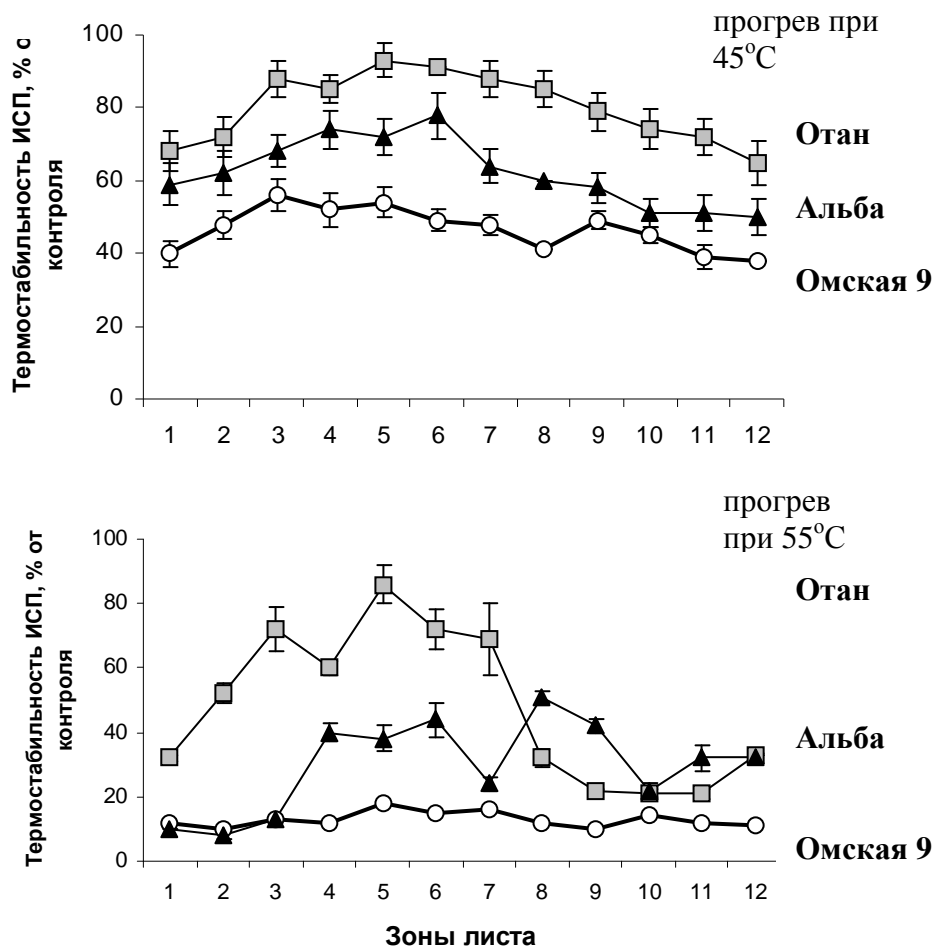 прогрев при
45°С
Термостабильность ИСП, % о
контроля
100
80
60
40
20
0
1 2 3 4 5 6 7 8 9 10 11 12
Отан
Альба
Омская 9
прогрев
при 55°С
Термостабильность ИСП, % от
контроля
100
80
60
40
20
0
1 2 3 4 5 6 7 8 9 10 11 12
Отан
Альба
Омская 9
Зоны листа